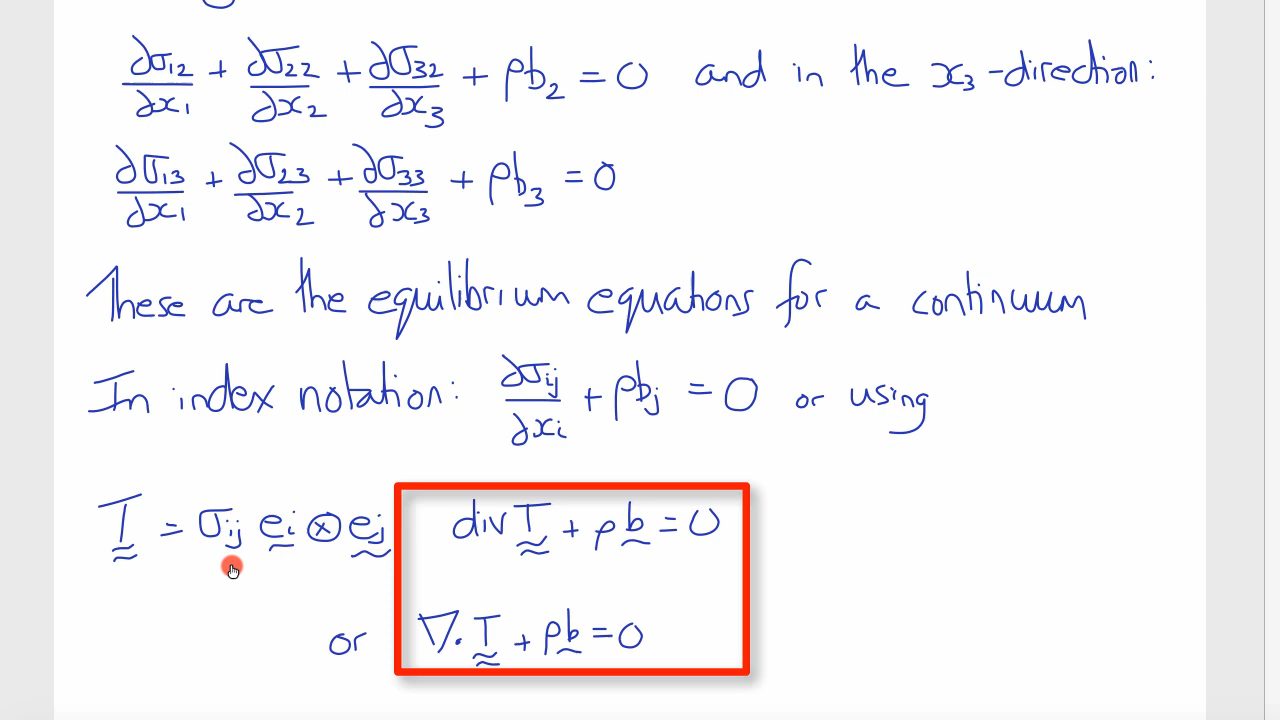 ∂σ₁₂/∂x₁ + ∂σ₂₂/∂x₂ + ∂σ₃₂/∂x₃ + ρb₂ = 0 and in the x₃-direction:
∂σ₁₃/∂x₁ + ∂σ₂₃/∂x₂ + ∂σ₃₃/∂x₃ + ρb₃ = 0
These are the equilibrium equations for a continuum
In index notation: ∂σij/∂xi + ρbj = 0 or using
T = σij ei ⊗ ej div T + ρb = 0
or ∇. T + ρb = 0